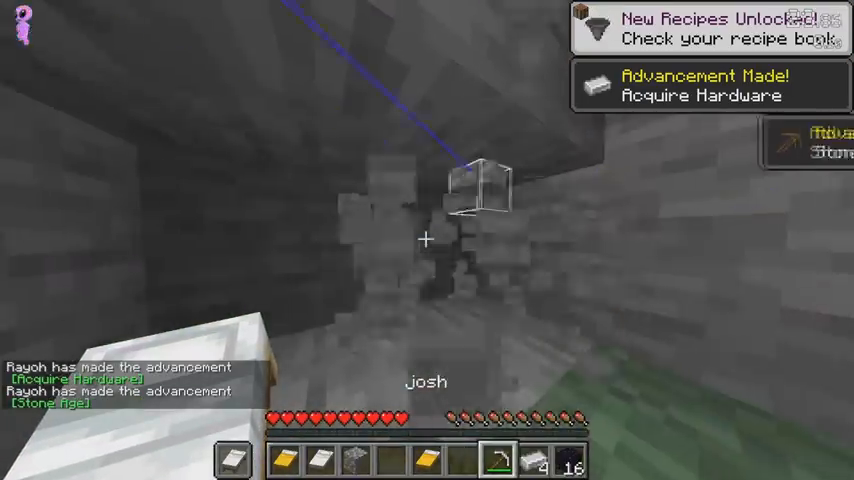 New Recipes Unlocked!
Check your recipe book
Advancement Made!
Acquire Hardware
Rayoh has made the advancement
[Acquire Hardware]
Rayoh has made the advancement
[Stone Age]
josh
4
16